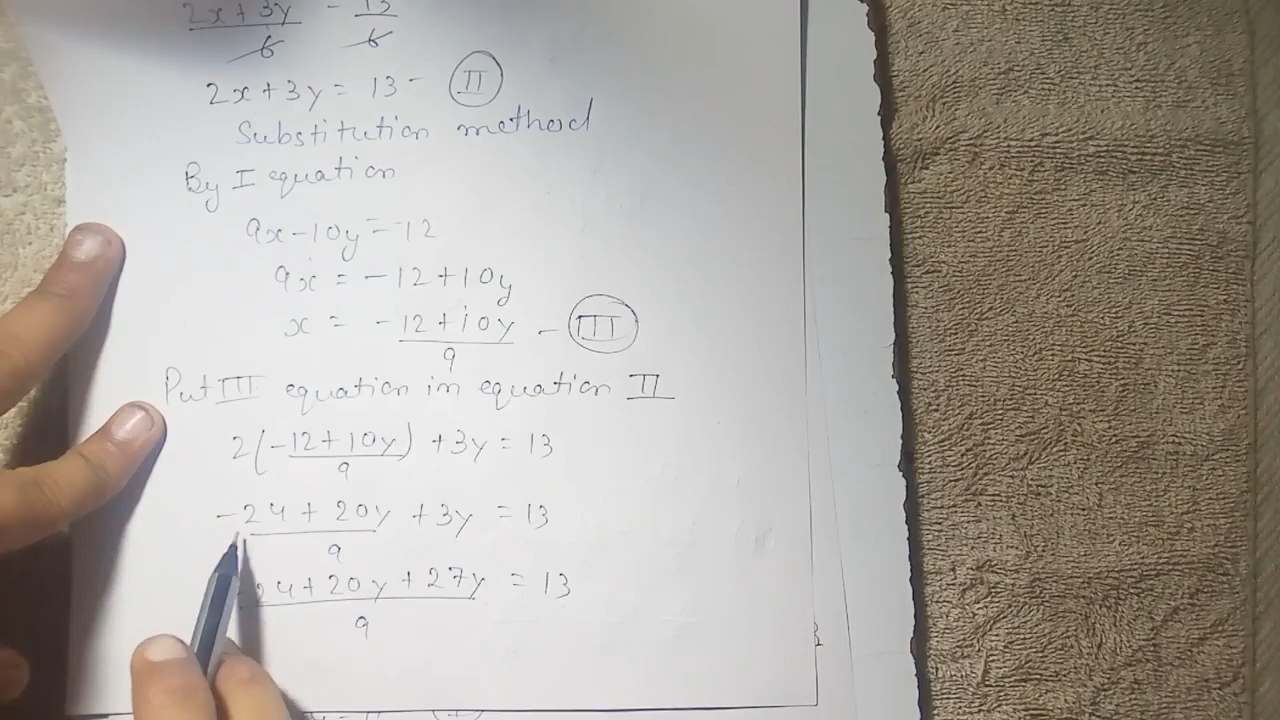 2x + 3y - 13
6 6
2x + 3y = 13 - II
Substitution method
By I equation
9x - 10y = -12
9x = -12 + 10y
x = -12 + 10y - III
9
Put III equation in equation II
2(-12 + 10y) + 3y = 13
9
-24 + 20y + 3y = 13
9
24 + 20y + 27y = 13
9